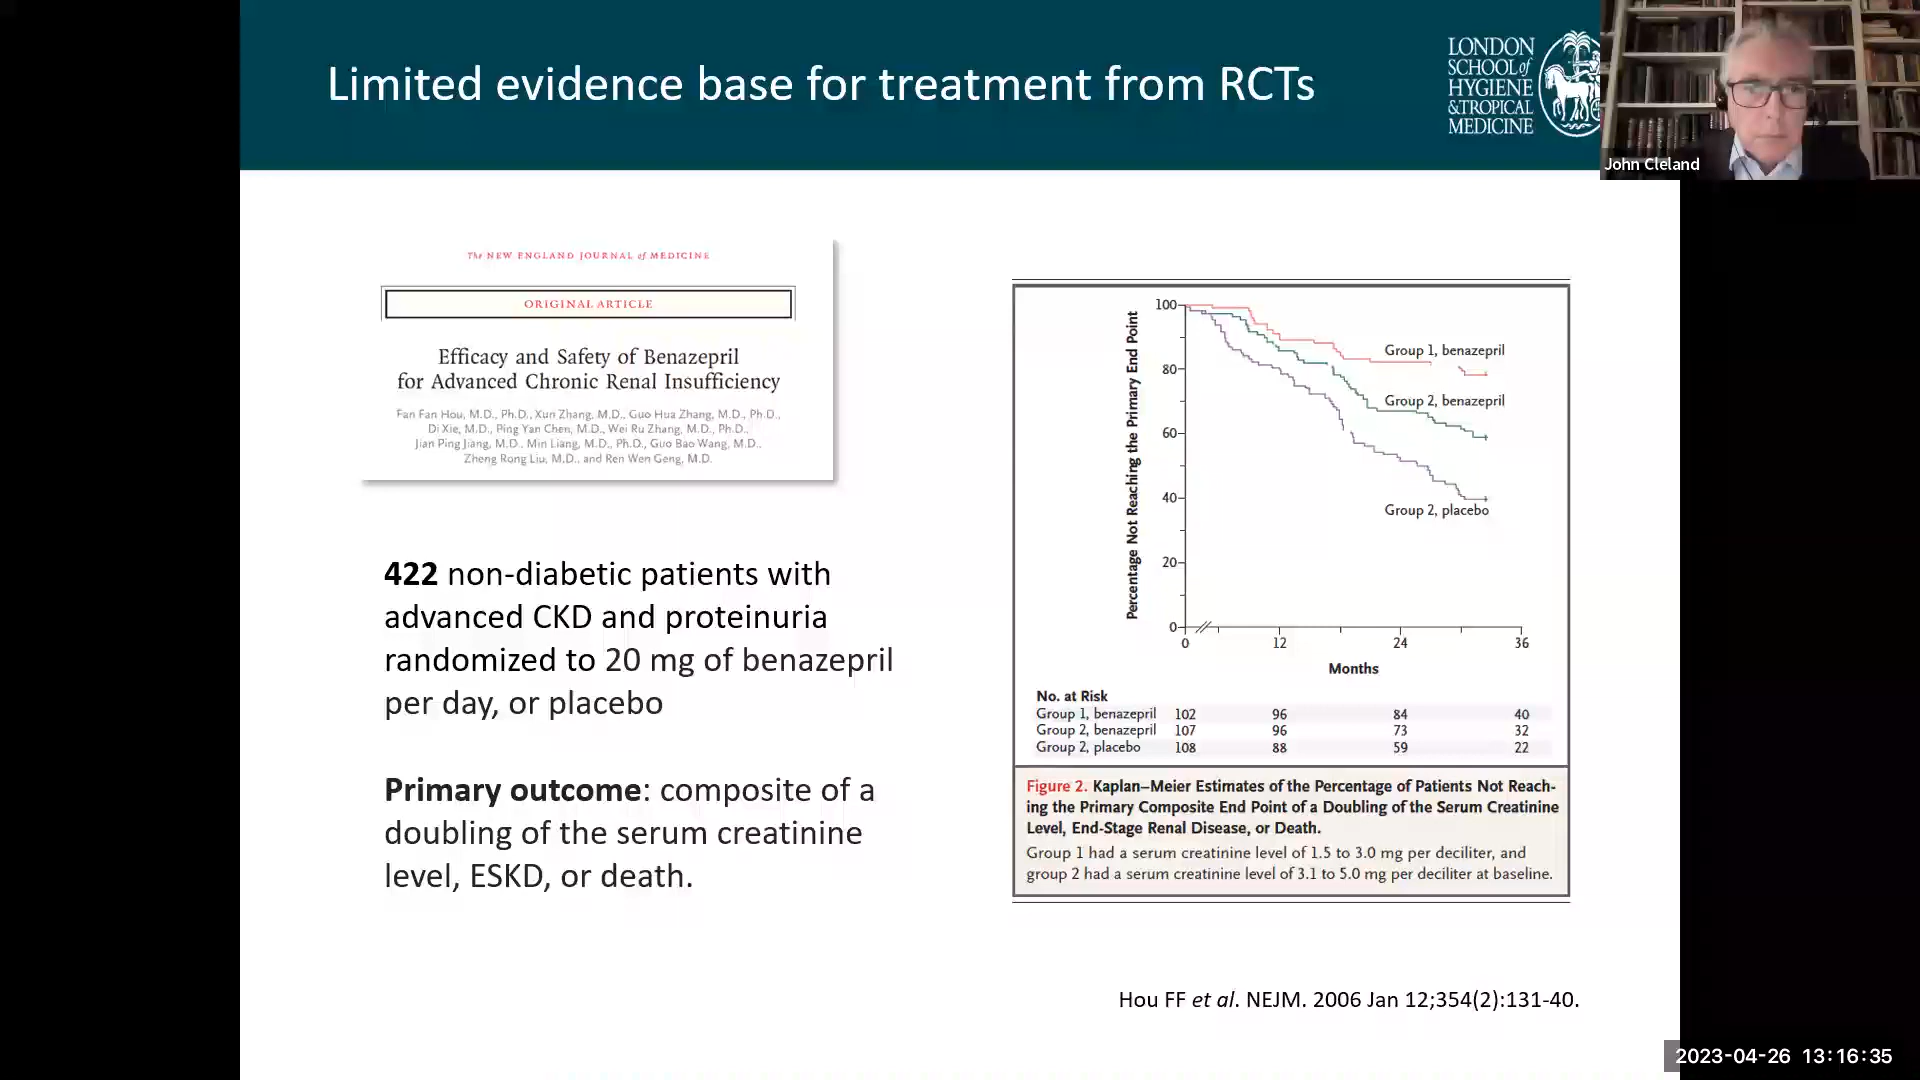 Limited evidence base for treatment from RCTs
LONDON
SCHOOL of
HYGIENE
& TROPICAL
MEDICINE
John Cleland
The NEW ENGLAND JOURNAL of MEDICINE
ORIGINAL ARTICLE
Efficacy and Safety of Benazepril
for Advanced Chronic Renal Insufficiency
Fan Fan Hou, M.D., Ph.D., Xun Zhang, M.D., Guo Hua Zhang, M.D., Ph.D.,
Di Xie, M.D., Ping Yan Chen, M.D., Wei Ru Zhang, M.D., Ph.D.,
Jian Ping Jiang, M.D., Min Liang, M.D., Ph.D., Guo Bao Wang, M.D.,
Zheng Rong Liu, M.D., and Ren Wen Geng, M.D.
422 non-diabetic patients with
advanced CKD and proteinuria
randomized to 20 mg of benazepril
per day, or placebo
Primary outcome: composite of a
doubling of the serum creatinine
level, ESKD, or death.
Percentage Not Reaching the Primary End Point
100
80
60
40
20
0
Group 1, benazepril
Group 2, benazepril
Group 2, placebo
0 12 24 36
Months
No. at Risk
Group 1, benazepril 102 96 84 40
Group 2, benazepril 107 96 73 32
Group 2, placebo 108 88 59 22
Figure 2. Kaplan–Meier Estimates of the Percentage of Patients Not Reach-
ing the Primary Composite End Point of a Doubling of the Serum Creatinine
Level, End-Stage Renal Disease, or Death.
Group 1 had a serum creatinine level of 1.5 to 3.0 mg per deciliter, and
group 2 had a serum creatinine level of 3.1 to 5.0 mg per deciliter at baseline.
Hou FF et al. NEJM. 2006 Jan 12;354(2):131-40.
2023-04-26 13:16:35